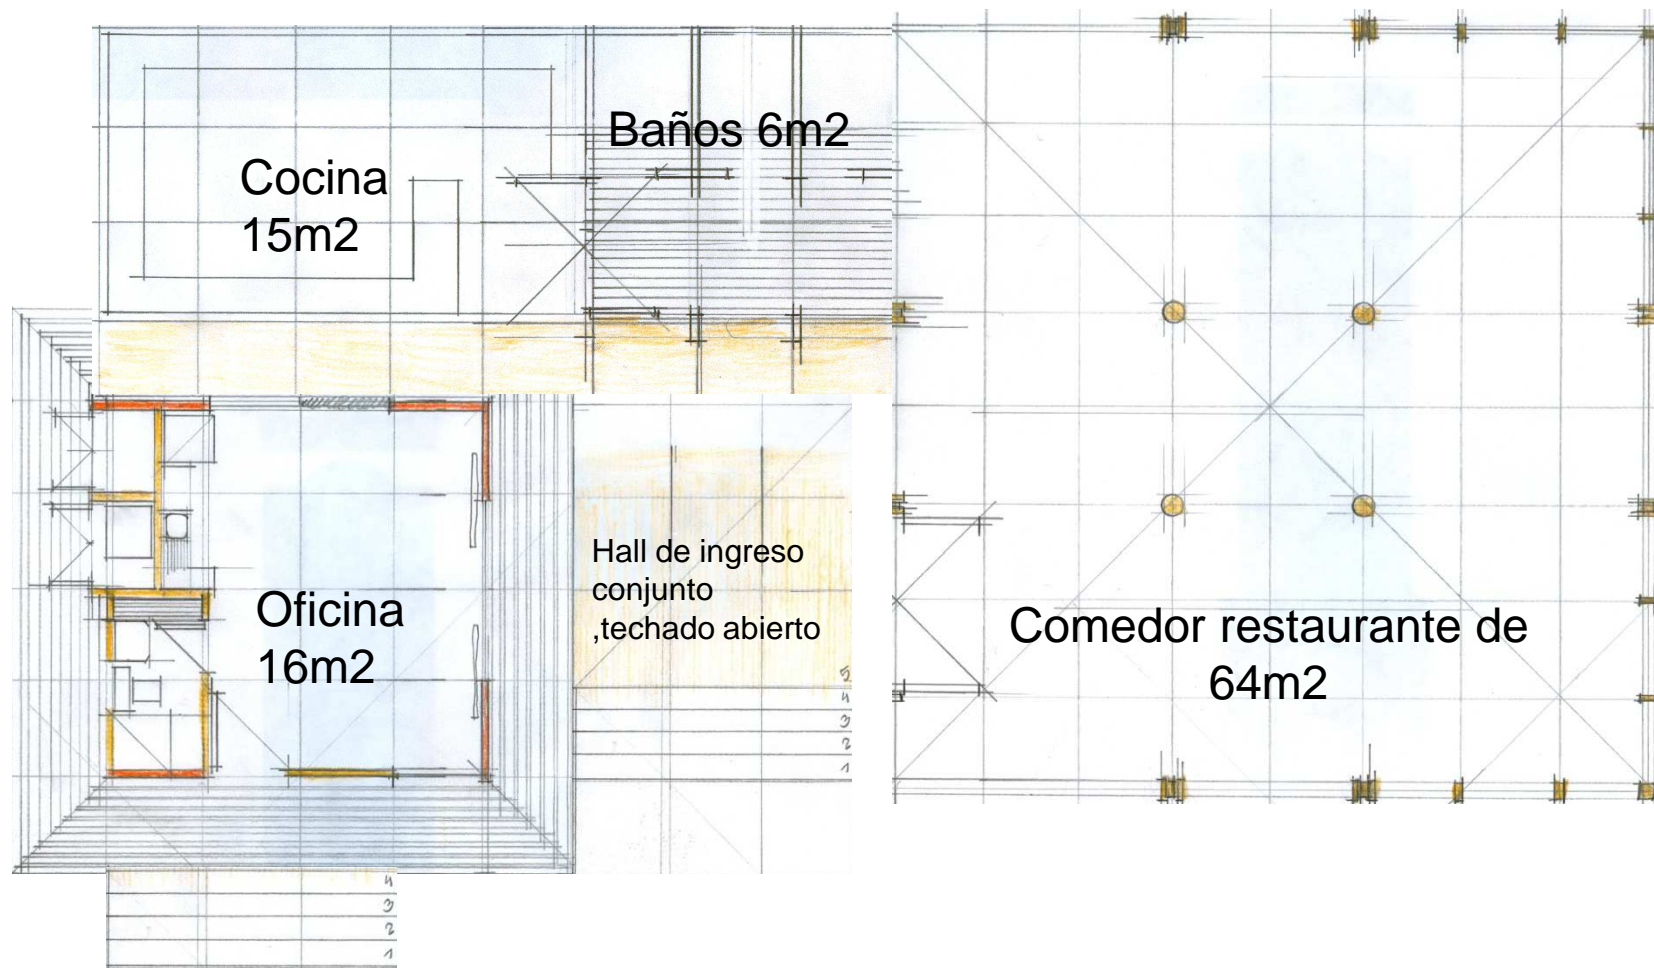 Cocina
15m2
Baños 6m2
Oficina
16m2
Hall de ingreso
conjunto
,techado abierto
5
4
3
2
1
Comedor restaurante de
64m2
4
3
2
1